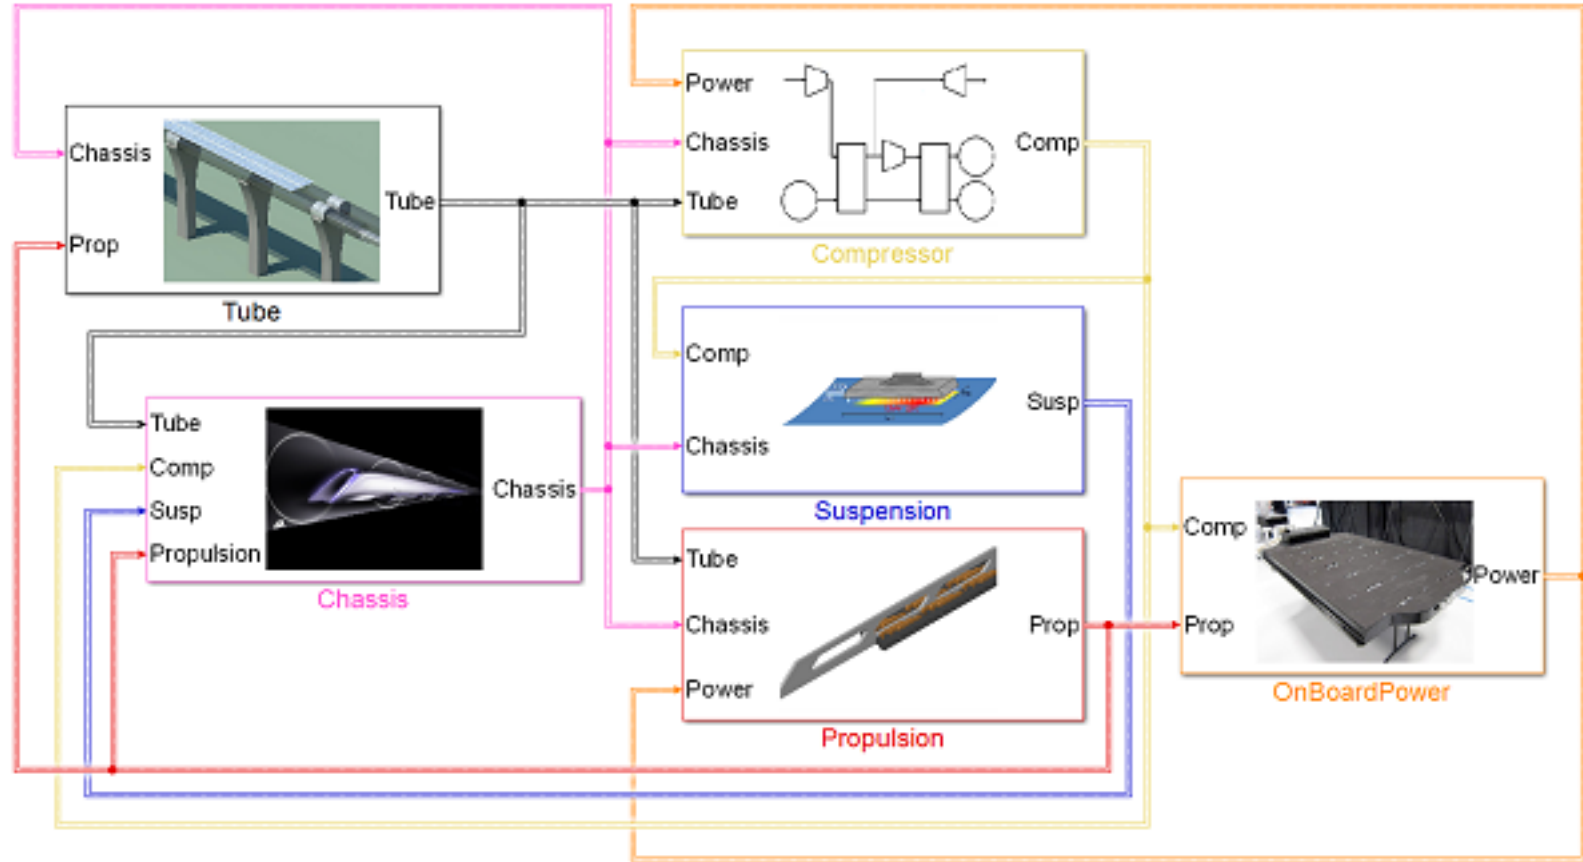 Chassis
Prop
Tube
Tube
Power
Chassis
Tube
Comp
Compressor
Comp
Chassis
Susp
Suspension
Tube
Comp
Susp
Propulsion
Chassis
Chassis
Tube
Chassis
Power
Prop
Propulsion
Comp
Prop
Power
OnBoardPower